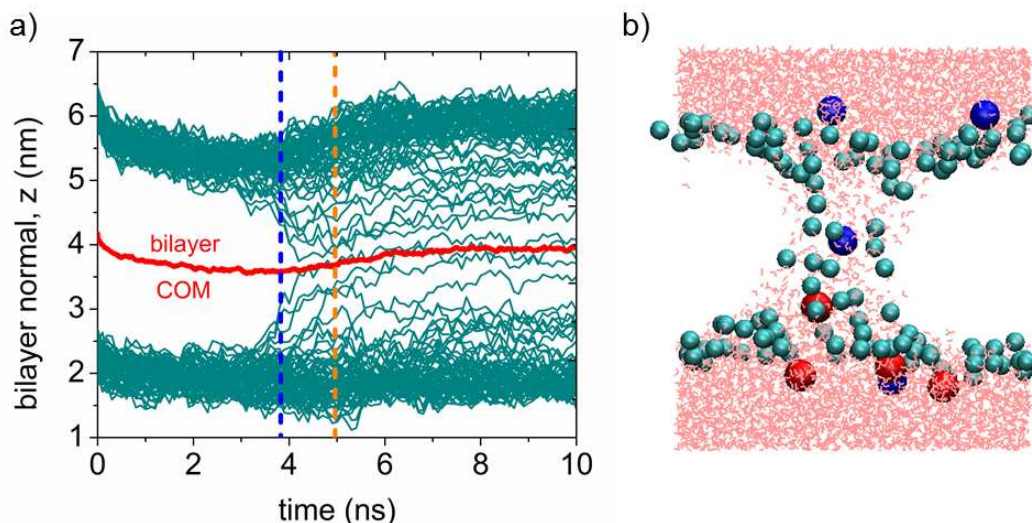 a)
b)
7
6
5
4
3
2
1
bilayer normal, z (nm)
bilayer
COM
0 2 4 6 8 10
time (ns)